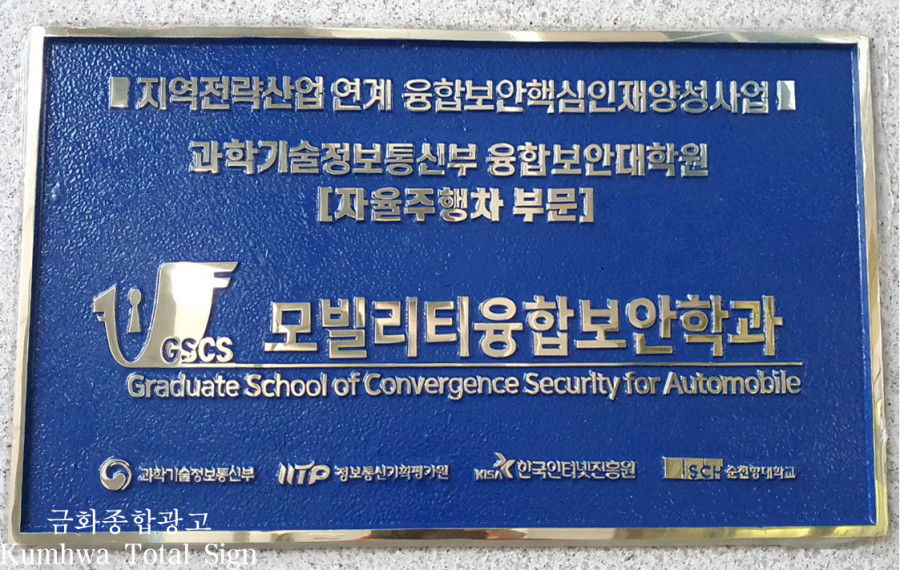 지역전략산업 연계 융합보안핵심인재양성사업
과학기술정보통신부 융합보안대학원
[자율주행차 부문]
GSCS
모빌리티융합보안학과
Graduate School of Convergence Security for Automobile
과학기술정보통신부
IITP 정보통신기획평가원
KISA 한국인터넷진흥원
SCH 순천향대학교
금화종합광고
Kumhwa Total Sign